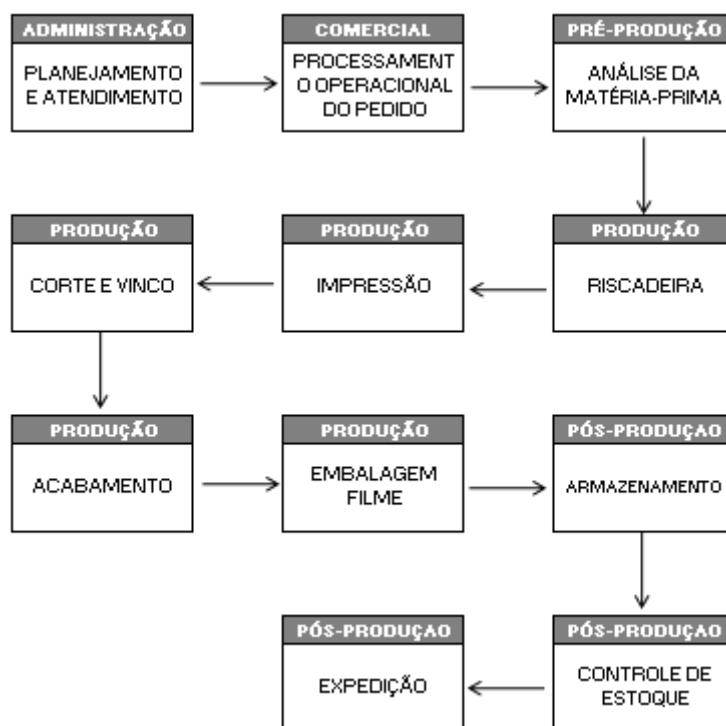 ADMINISTRAÇÃO
PLANEJAMENTO
E ATENDIMENTO
COMERCIAL
PROCESSAMENT
O OPERACIONAL
DO PEDIDO
PRÉ-PRODUÇÃO
ANÁLISE DA
MATÉRIA-PRIMA
PRODUÇÃO
RISCADEIRA
PRODUÇÃO
IMPRESSÃO
PRODUÇÃO
CORTE E VINCO
PRODUÇÃO
ACABAMENTO
PRODUÇÃO
EMBALAGEM
FILME
PÓS-PRODUÇAO
ARMAZENAMENTO
PÓS-PRODUÇAO
CONTROLE DE
ESTOQUE
PÓS-PRODUÇAO
EXPEDIÇÃO